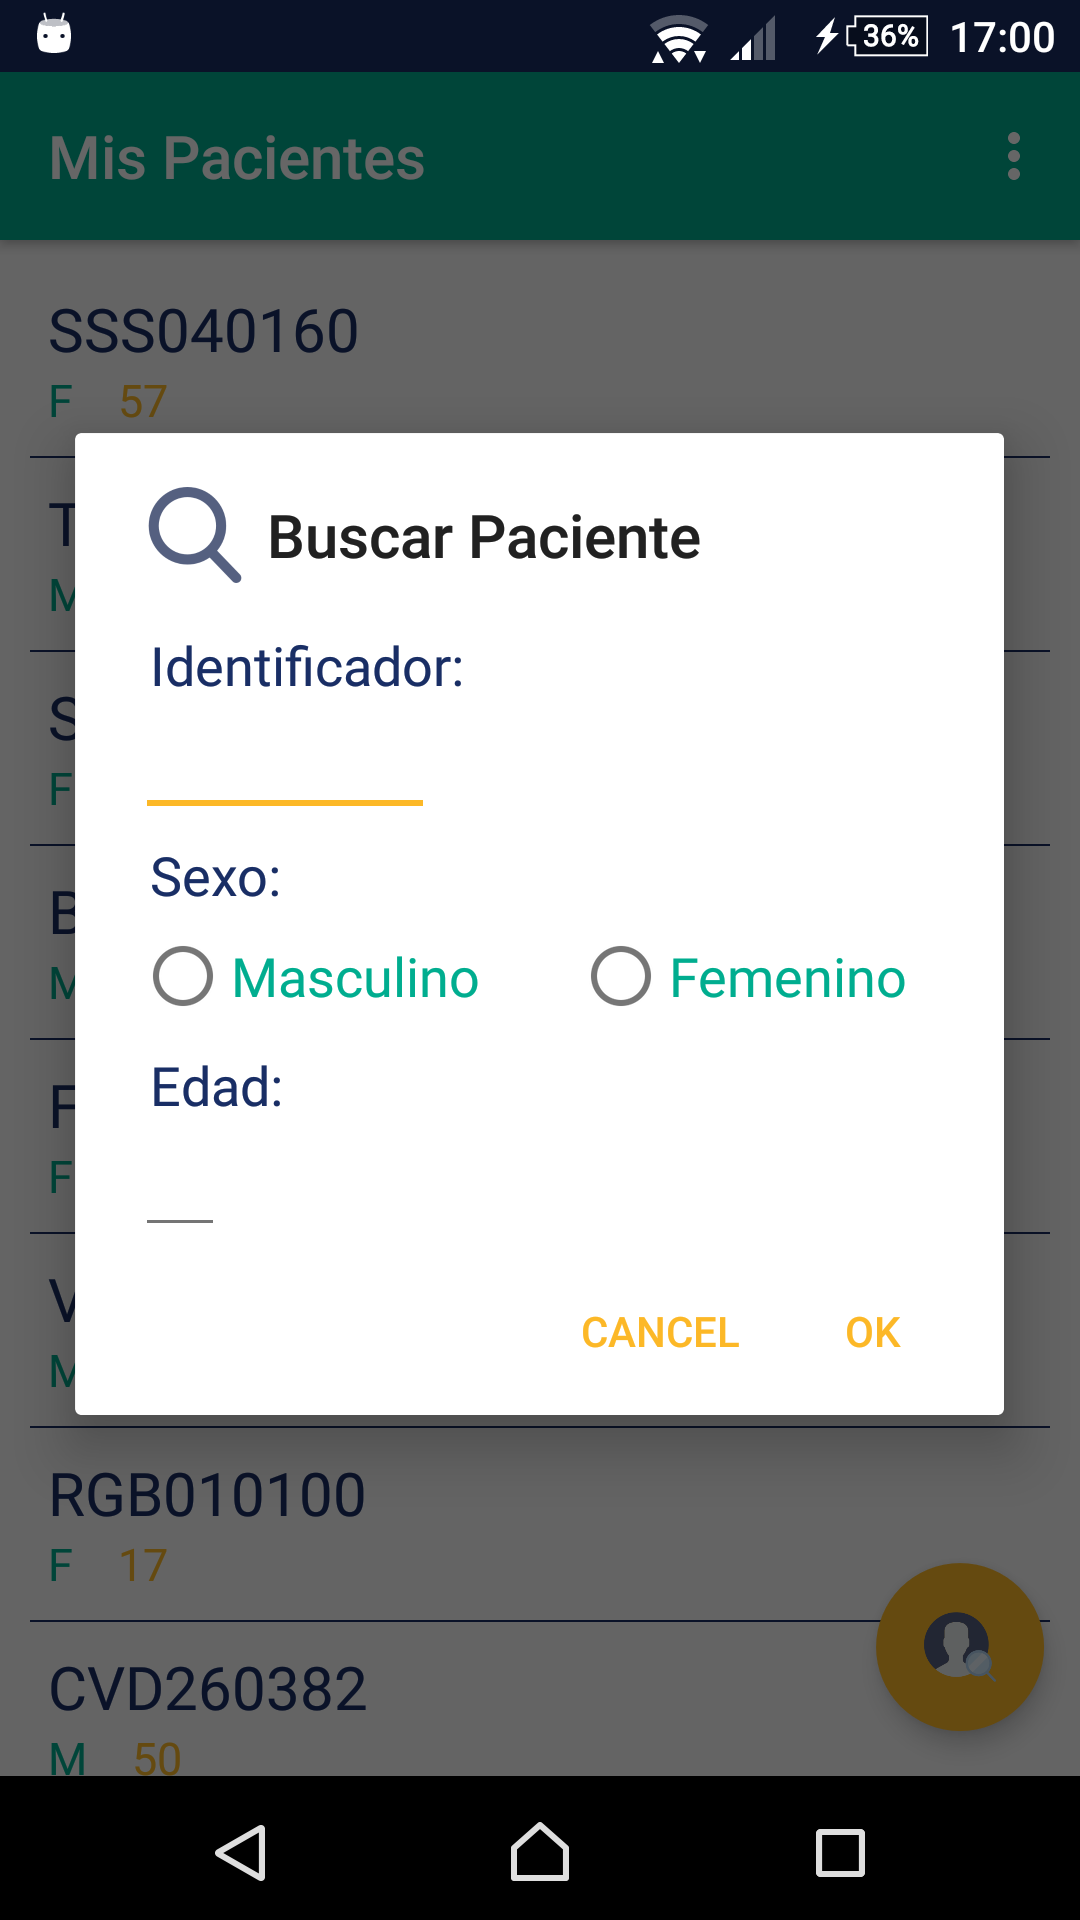 36% 17:00
Mis Pacientes
SSS040160
F 57
T
M
S
F
B
M
F
F
V
M
Buscar Paciente
Identificador:
Sexo:
Masculino Femenino
Edad:
CANCEL OK
RGB010100
F 17
CVD260382
M 50